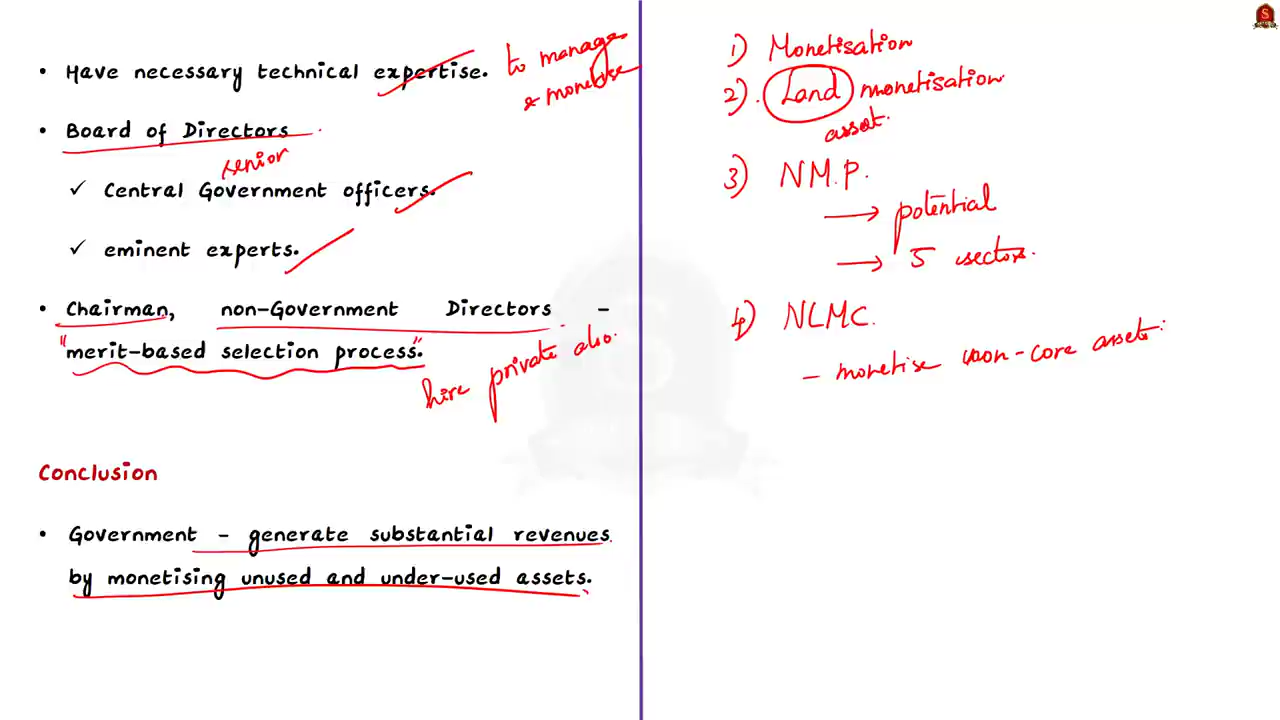 • Have necessary technical expertise. to manage
& monetise
• Board of Directors
senior
✓ Central Government officers.
✓ eminent experts.
• Chairman, non-Government Directors -
"merit-based selection process."
hire private also.
Conclusion
• Government - generate substantial revenues
by monetising unused and under-used assets.
1) Monetisation
2). Land monetisation
asset.
3) N.M.P.
→ potential
→ 5 sectors.
4) NLMC.
- monetise non-core assets.